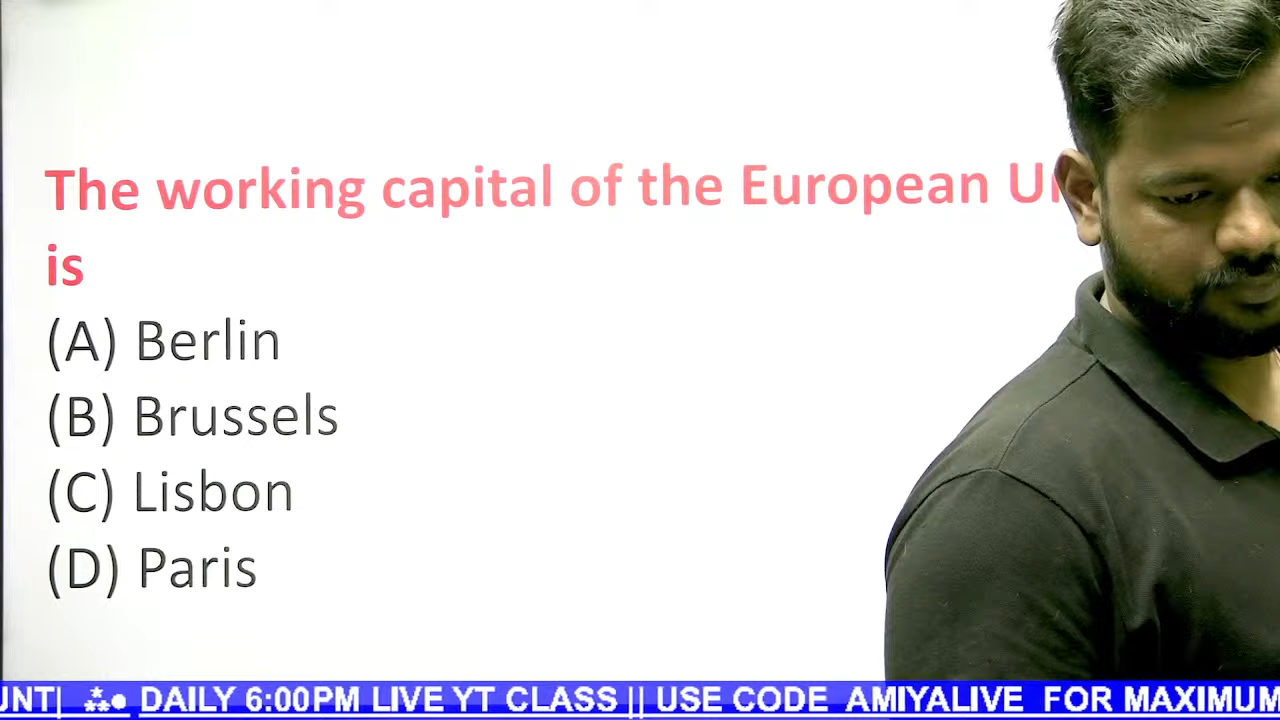 The working capital of the European
is
(A) Berlin
(B) Brussels
(C) Lisbon
(D) Paris
DAILY 6:00PM LIVE YT CLASS || USE CODE AMIYALIVE FOR MAXIMUM